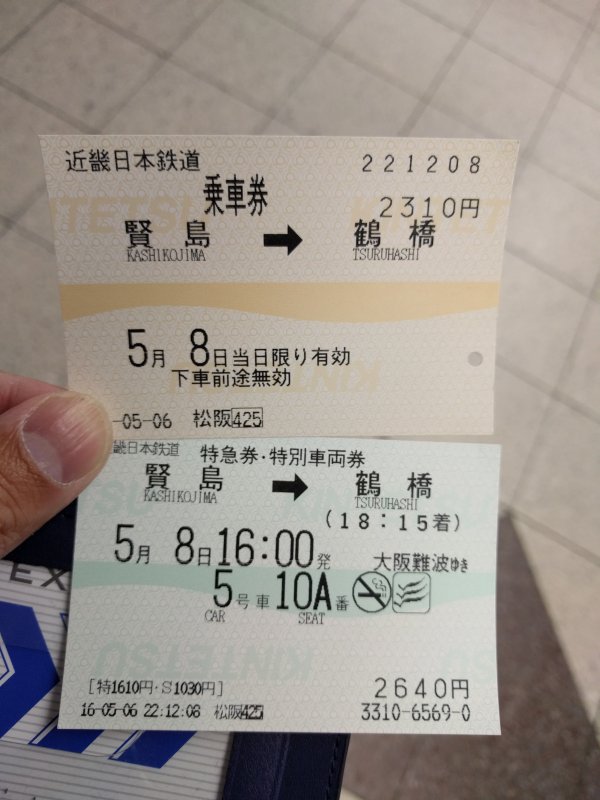 近畿日本鉄道 221208
乗車券 2310円
賢島 ➡ 鶴橋
KASHIKOJIMA TSURUHASHI
5月 8日当日限り有効
下車前途無効
-05-06 松阪425
畿日本鉄道 特急券・特別車両券
賢島 ➡ 鶴橋
KASHIKOJIMA TSURUHASHI
(18:15着)
5月 8日16:00発 大阪難波ゆき
5号車 10A番
CAR SEAT
[特1610円・S1030円] 2640円
16-05-06 22:12:08 松阪425 3310-6569-0
EX
KINTETSU